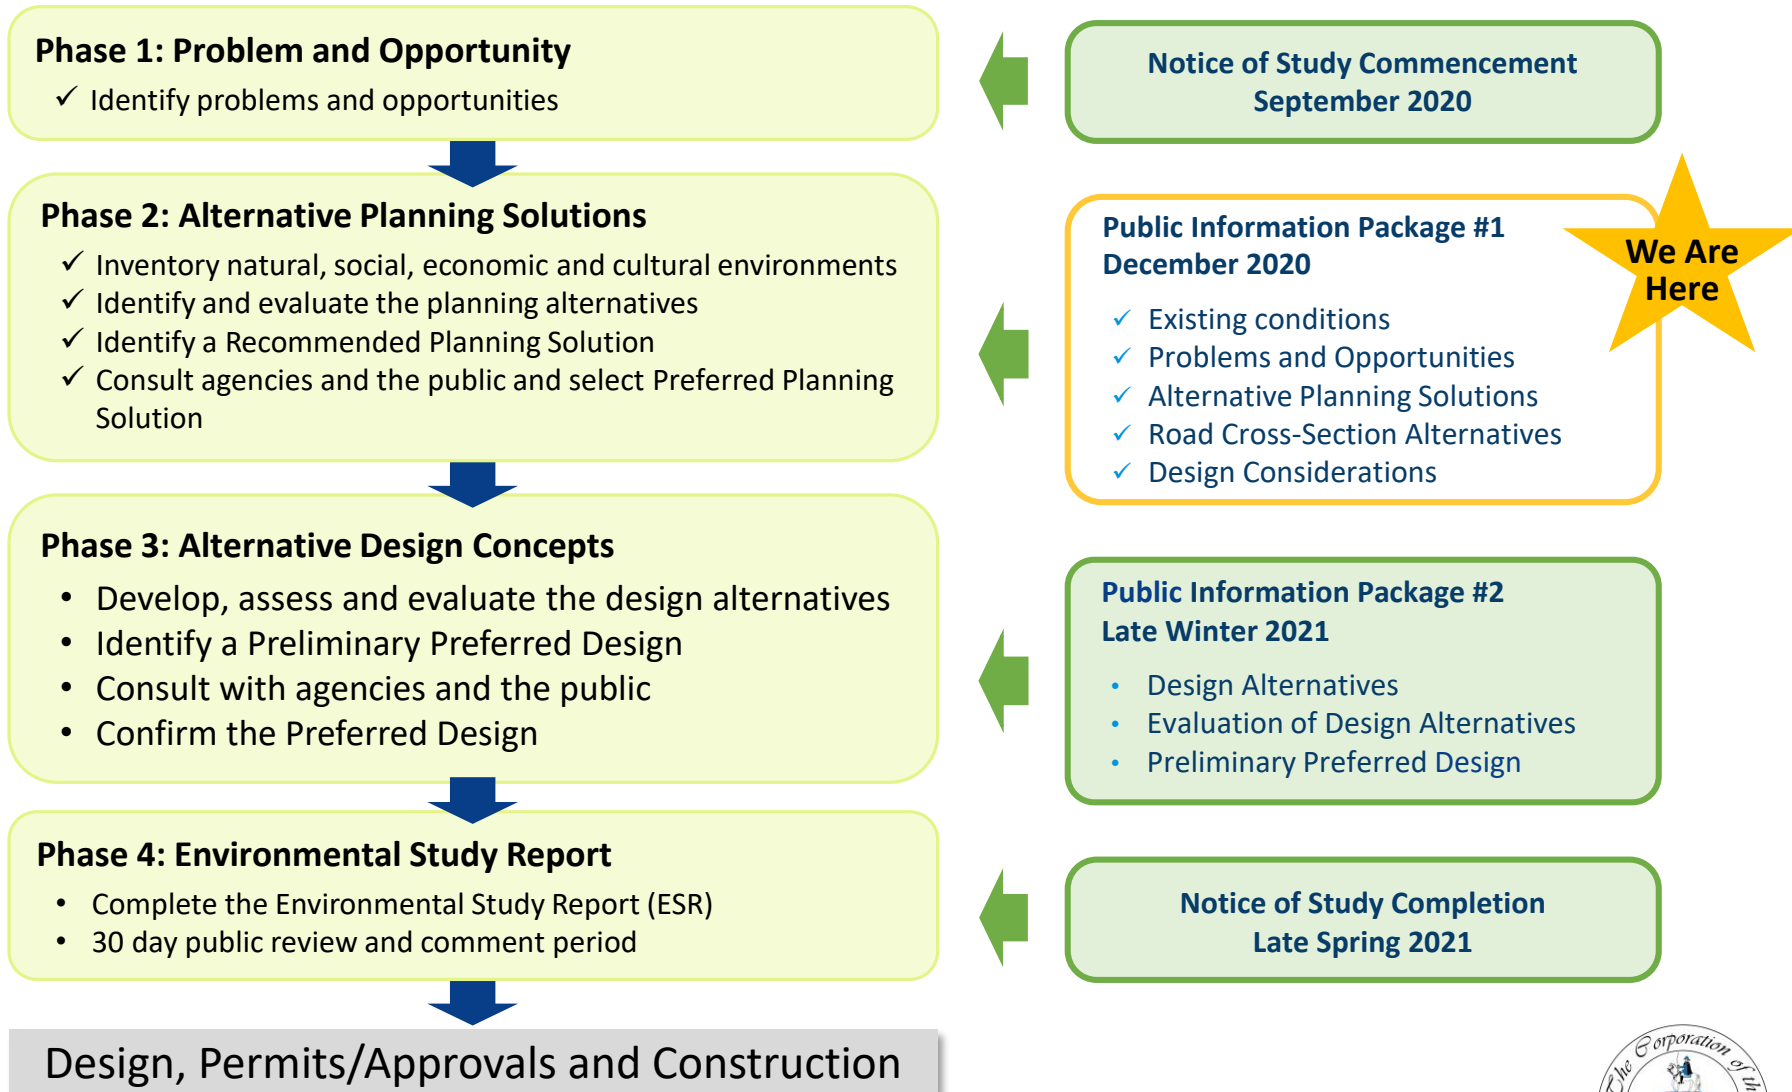 Phase 1: Problem and Opportunity
✓ Identify problems and opportunities
Notice of Study Commencement
September 2020
Phase 2: Alternative Planning Solutions
✓ Inventory natural, social, economic and cultural environments
✓ Identify and evaluate the planning alternatives
✓ Identify a Recommended Planning Solution
✓ Consult agencies and the public and select Preferred Planning
Solution
Public Information Package #1
December 2020
✓ Existing conditions
✓ Problems and Opportunities
✓ Alternative Planning Solutions
✓ Road Cross-Section Alternatives
✓ Design Considerations
We Are
Here
Phase 3: Alternative Design Concepts
• Develop, assess and evaluate the design alternatives
• Identify a Preliminary Preferred Design
• Consult with agencies and the public
• Confirm the Preferred Design
Public Information Package #2
Late Winter 2021
• Design Alternatives
• Evaluation of Design Alternatives
• Preliminary Preferred Design
Phase 4: Environmental Study Report
• Complete the Environmental Study Report (ESR)
• 30 day public review and comment period
Notice of Study Completion
Late Spring 2021
Design, Permits/Approvals and Construction
The Corporation of the